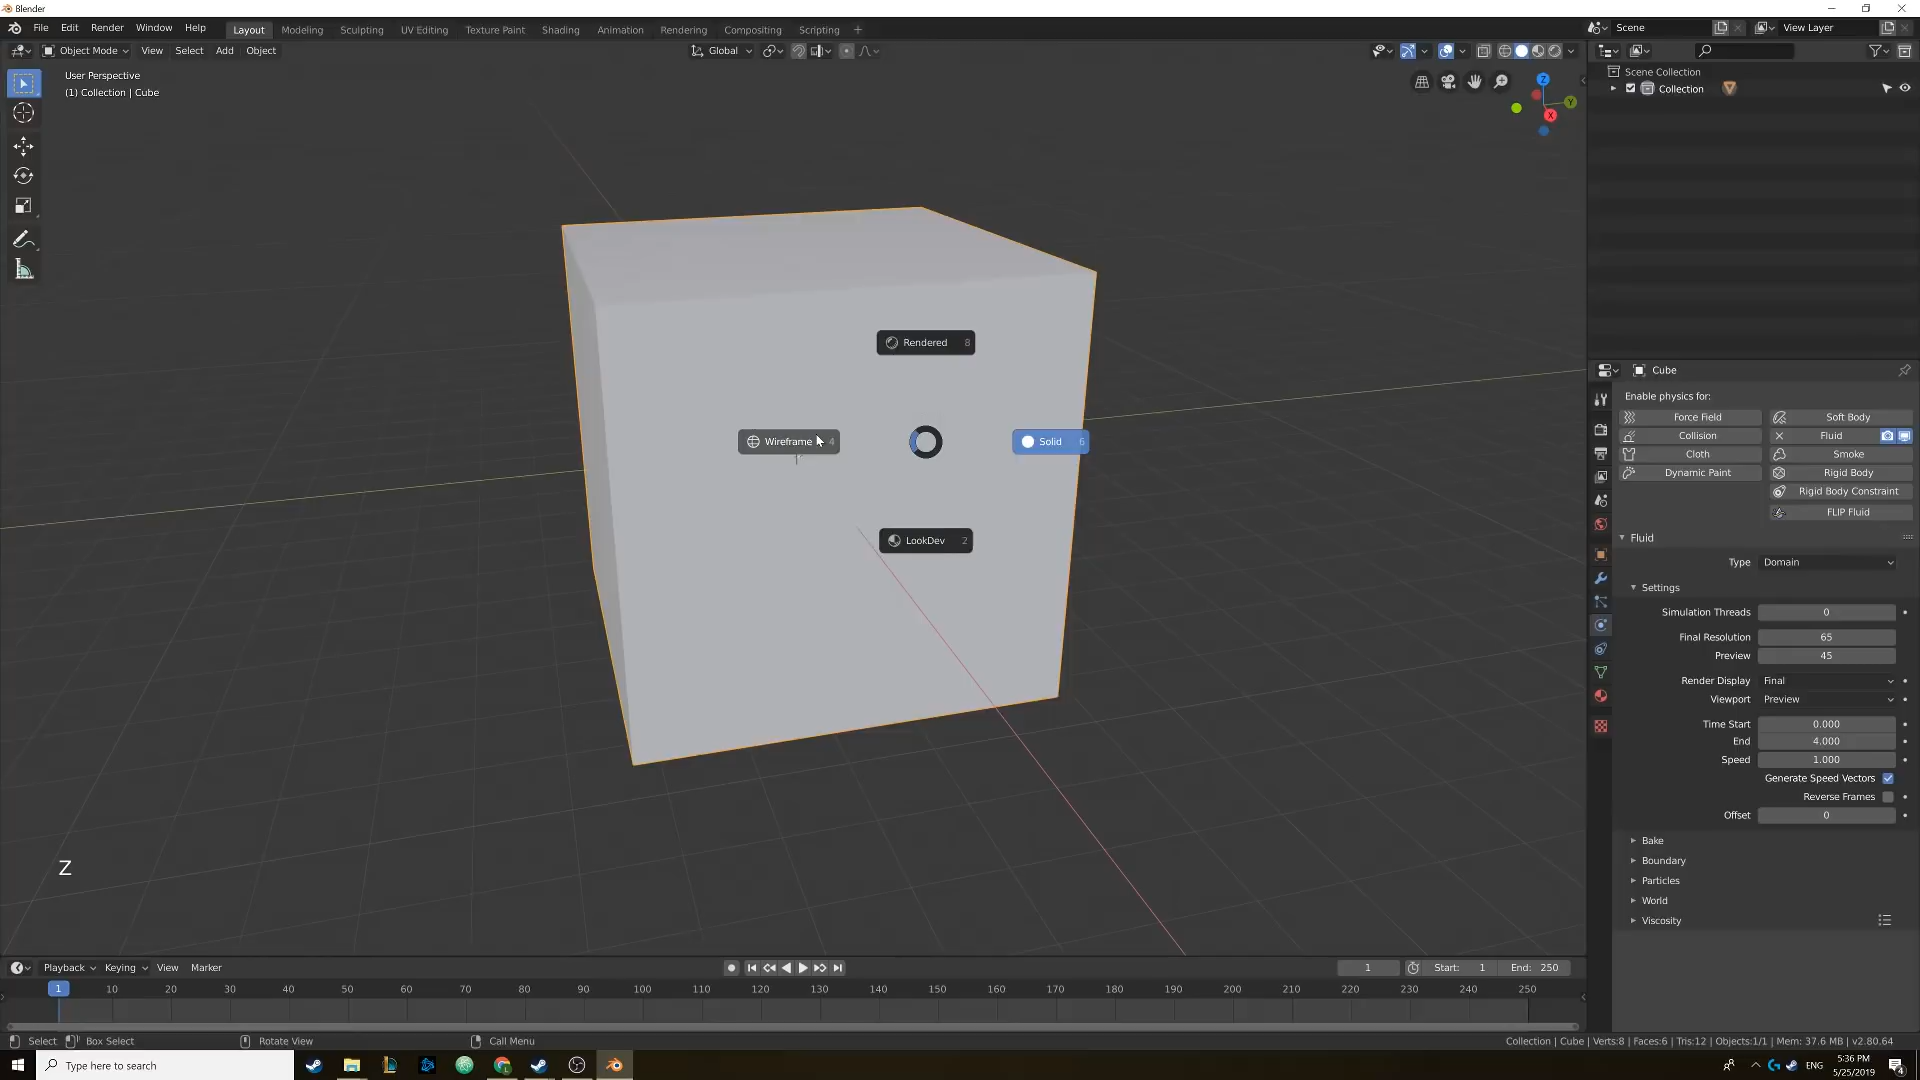 Blender
File Edit Render Window Help
Layout Modeling Sculpting UV Editing Texture Paint Shading Animation Rendering Compositing Scripting +
Scene
View Layer
Object Mode View Select Add Object
Global
User Perspective
(1) Collection | Cube
Z
Y
X
Scene Collection
Collection
Rendered 8
Wireframe 4
Solid 6
LookDev 2
Z
Cube
Enable physics for:
Force Field
Soft Body
Collision
Fluid
Cloth
Smoke
Dynamic Paint
Rigid Body
Rigid Body Constraint
FLIP Fluid
Fluid
Type Domain
Settings
Simulation Threads 0
Final Resolution 65
Preview 45
Render Display Final
Viewport Preview
Time Start 0.000
End 4.000
Speed 1.000
Generate Speed Vectors
Reverse Frames
Offset 0
Bake
Boundary
Particles
World
Viscosity
Playback Keying View Marker
1
Start: 1
End: 250
1 10 20 30 40 50 60 70 80 90 100 110 120 130 140 150 160 170 180 190 200 210 220 230 240 250
Select Box Select Rotate View Call Menu
Collection | Cube | Verts:8 | Faces:6 | Tris:12 | Objects:1/1 | Mem: 37.6 MB | v2.80.64
Type here to search
ENG
5:36 PM
5/25/2019
4